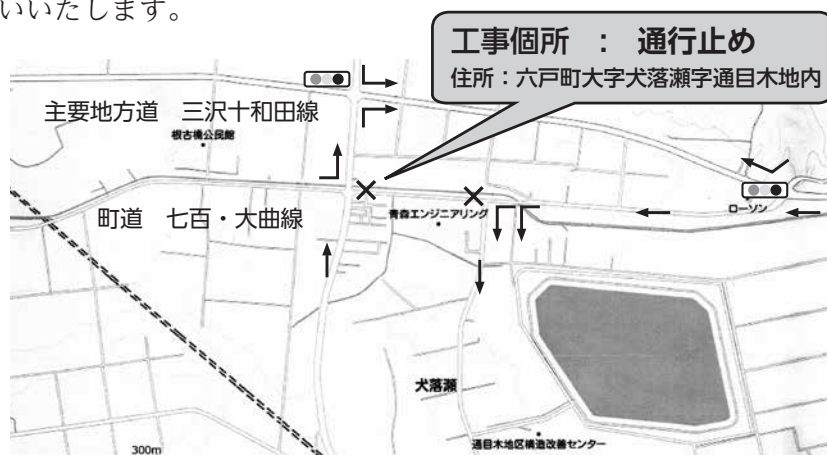 いいたします。
工事個所 ： 通行止め
住所：六戸町大字犬落瀬字通目木地内
主要地方道 三沢十和田線
根古橋公民館
町道 七百・大曲線
青森エンジニアリング
ローソン
犬落瀬
通目木地区構造改善センター
300m